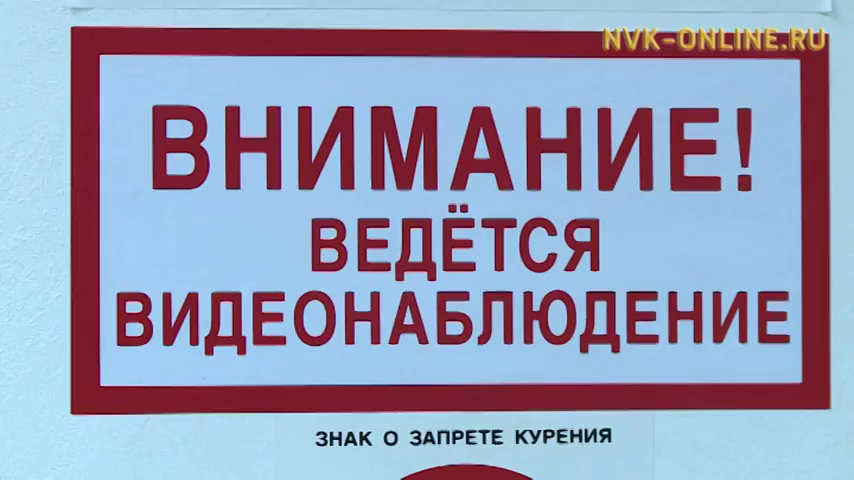 NVK-ONLINE.RU
ВНИМАНИЕ!
ВЕДЁТСЯ
ВИДЕОНАБЛЮДЕНИЕ
ЗНАК О ЗАПРЕТЕ КУРЕНИЯ